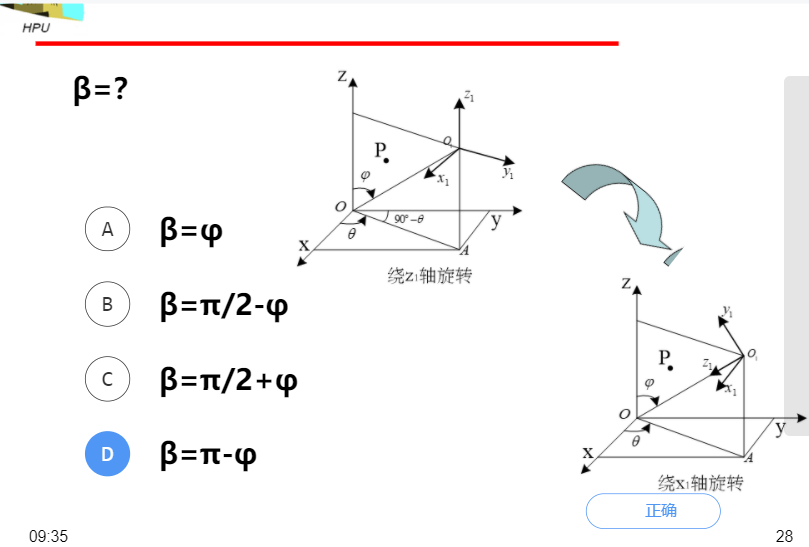 HPU
β=?
A β=φ
B β=π/2-φ
C β=π/2+φ
D β=π-φ
z
z₁
O₁
P
φ
x₁
y₁
O
90°-θ
y
θ
x
A
绕z₁轴旋转
z
y₁
O₁
P
z₁
φ
x₁
O
y
θ
x
A
绕x₁轴旋转
正确
09:35
28